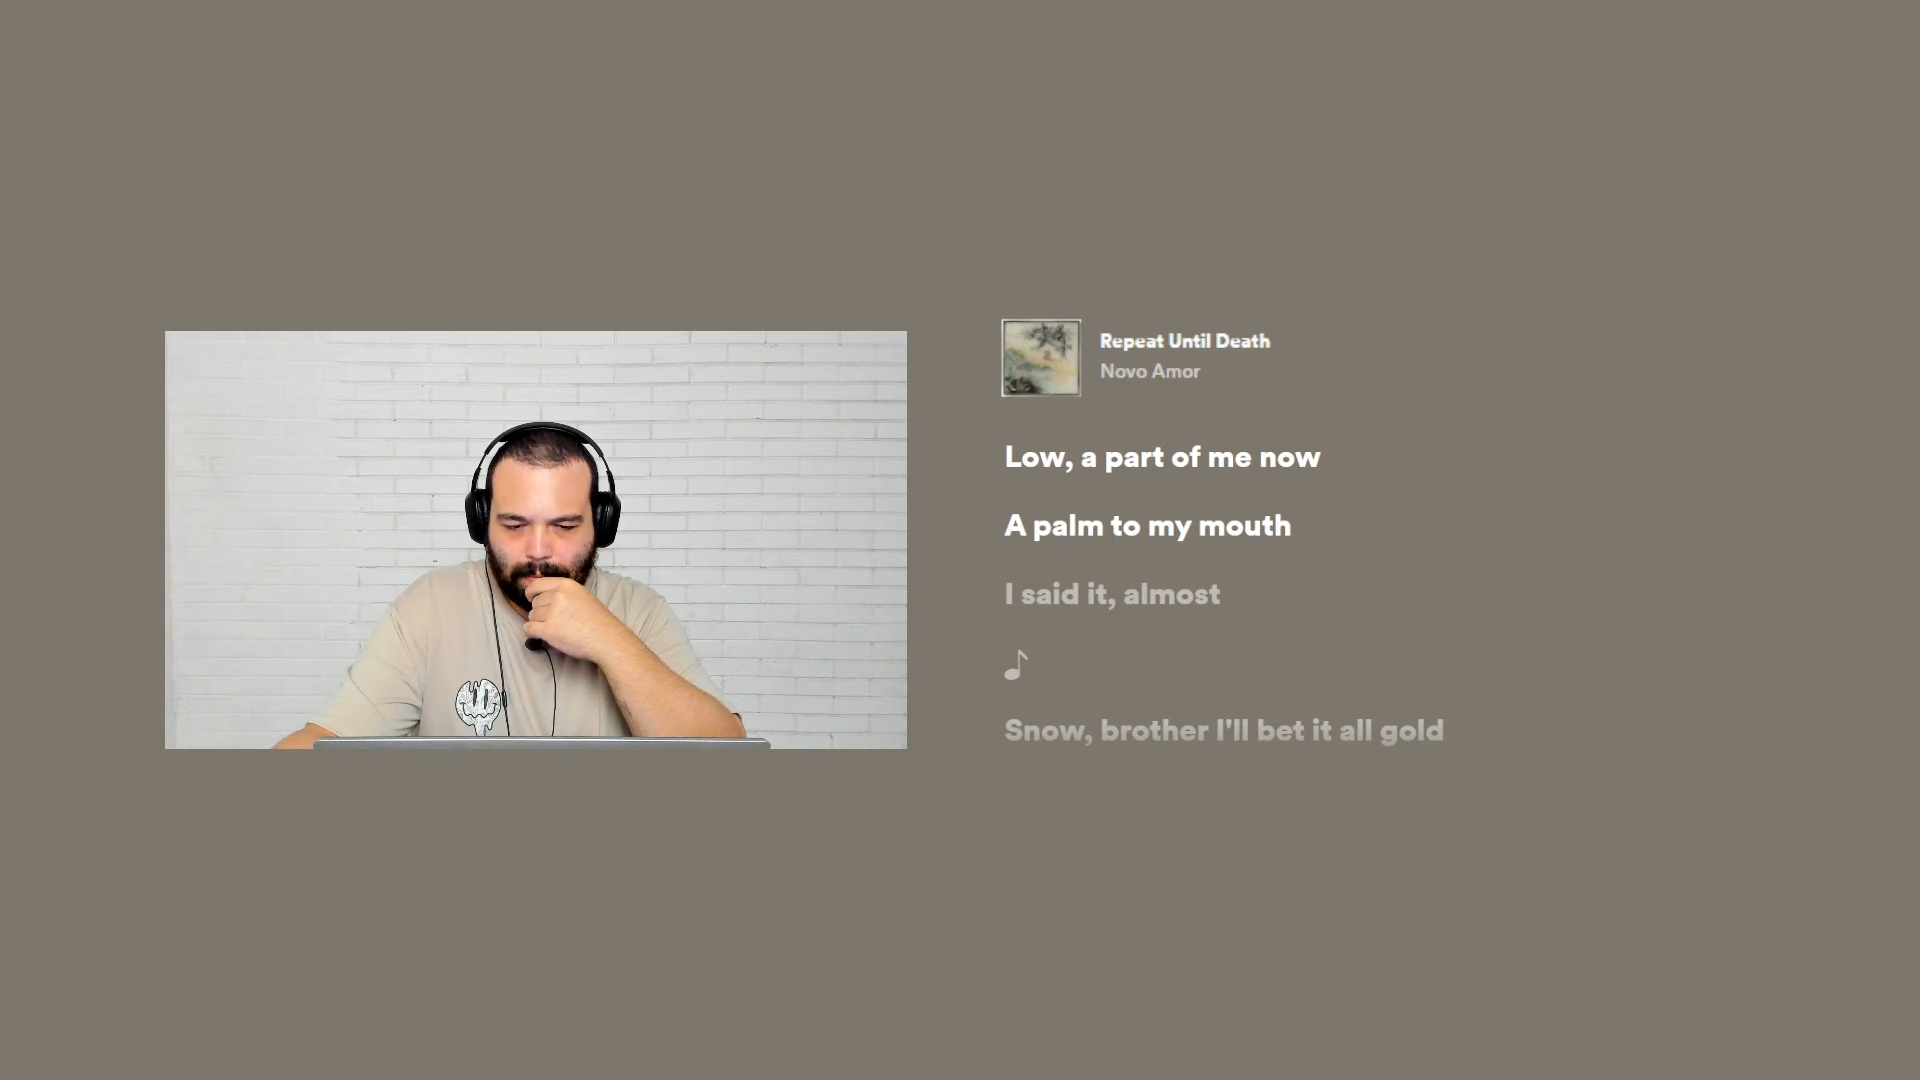 Repeat Until Death
Novo Amor
Low, a part of me now
A palm to my mouth
I said it, almost
♪
Snow, brother I'll bet it all gold